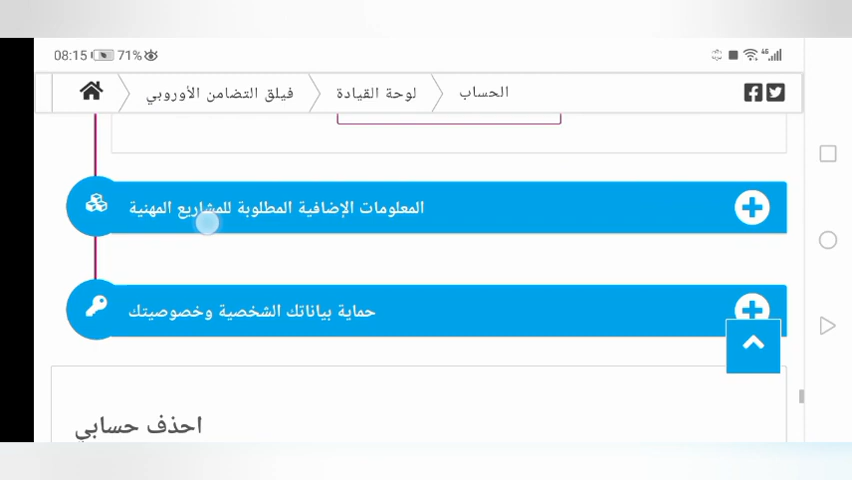 08:15 71% 4G
فيلق التضامن الأوروبي لوحة القيادة الحساب
المعلومات الإضافية المطلوبة للمشاريع المهنية
حماية بياناتك الشخصية وخصوصيتك
احذف حسابي